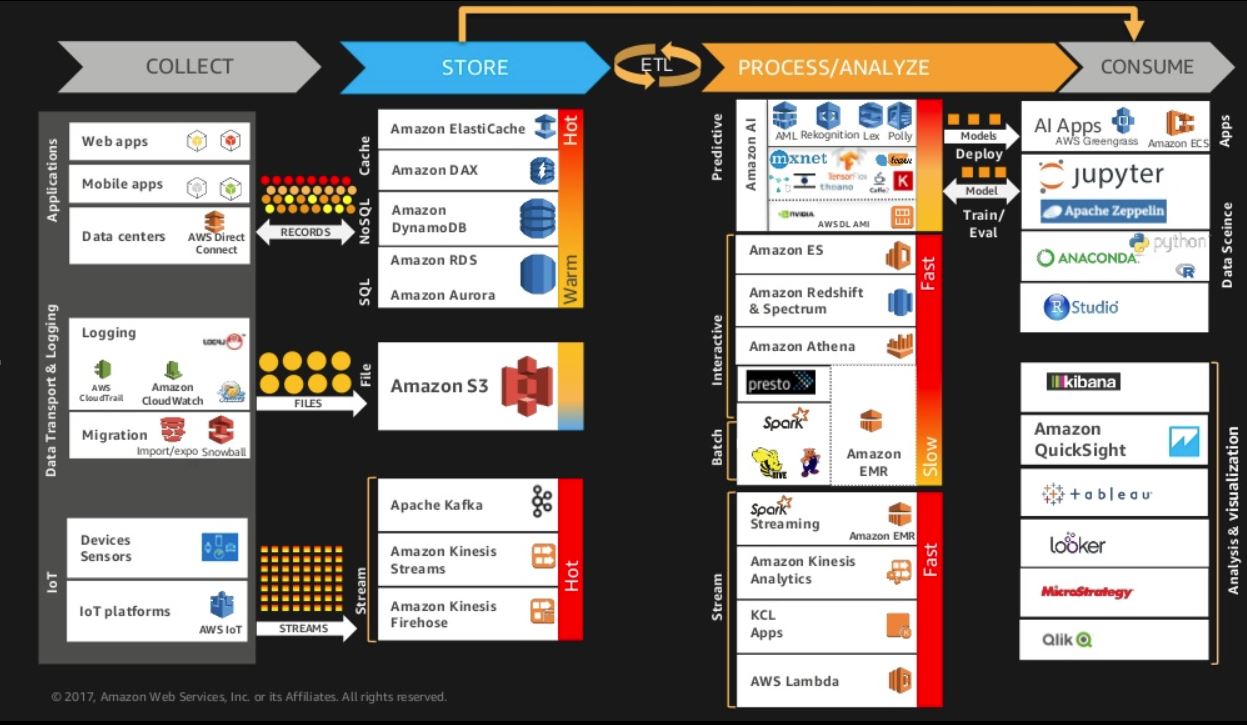 COLLECT
STORE
ETL
PROCESS/ANALYZE
CONSUME
Applications
Web apps
Mobile apps
Data centers
AWS Direct
Connect
RECORDS
Data Transport & Logging
Logging
AWS
CloudTrail
Amazon
CloudWatch
Migration
Import/expo
Snowball
FILES
IoT
Devices
Sensors
IoT platforms
AWS IoT
STREAMS
Cache
NoSQL
SQL
Amazon ElastiCache
Amazon DAX
Amazon
DynamoDB
Amazon RDS
Amazon Aurora
Hot
Warm
File
Amazon S3
Stream
Apache Kafka
Amazon Kinesis
Streams
Amazon Kinesis
Firehose
Hot
Predictive
Amazon AI
AML
Rekognition
Lex
Polly
mxnet
TensorFlow
theano
Caffe
K
NVIDIA
AWS DL AMI
Interactive
Amazon ES
Amazon Redshift
& Spectrum
Amazon Athena
presto
Batch
Spark
HIVE
Amazon
EMR
Fast
Slow
Stream
Spark
Streaming
Amazon EMR
Amazon Kinesis
Analytics
KCL
Apps
AWS Lambda
Fast
Models
Deploy
Model
Train/
Eval
AI Apps
AWS Greengrass
Amazon ECS
Apps
jupyter
Apache Zeppelin
python
ANACONDA
R
R Studio
Data Sceince
kibana
Amazon
QuickSight
+ableau
looker
MicroStrategy
Qlik
Analysis & visualization
© 2017, Amazon Web Services, Inc. or its Affiliates. All rights reserved.